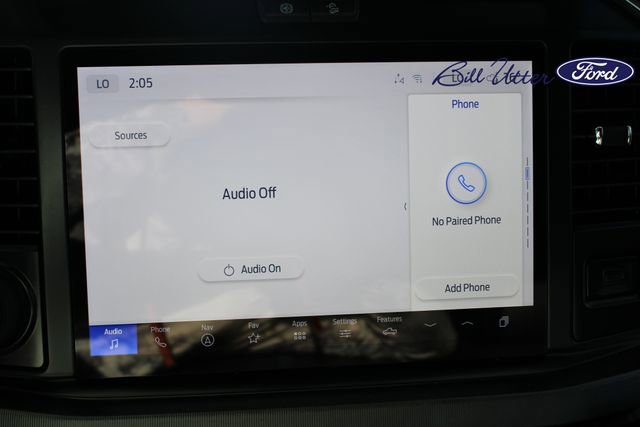 LO
2:05
LO
Bill Utter
Ford
Phone
Sources
Audio Off
No Paired Phone
Audio On
Add Phone
Audio
Phone
Nav
Fav
Apps
Settings
Features